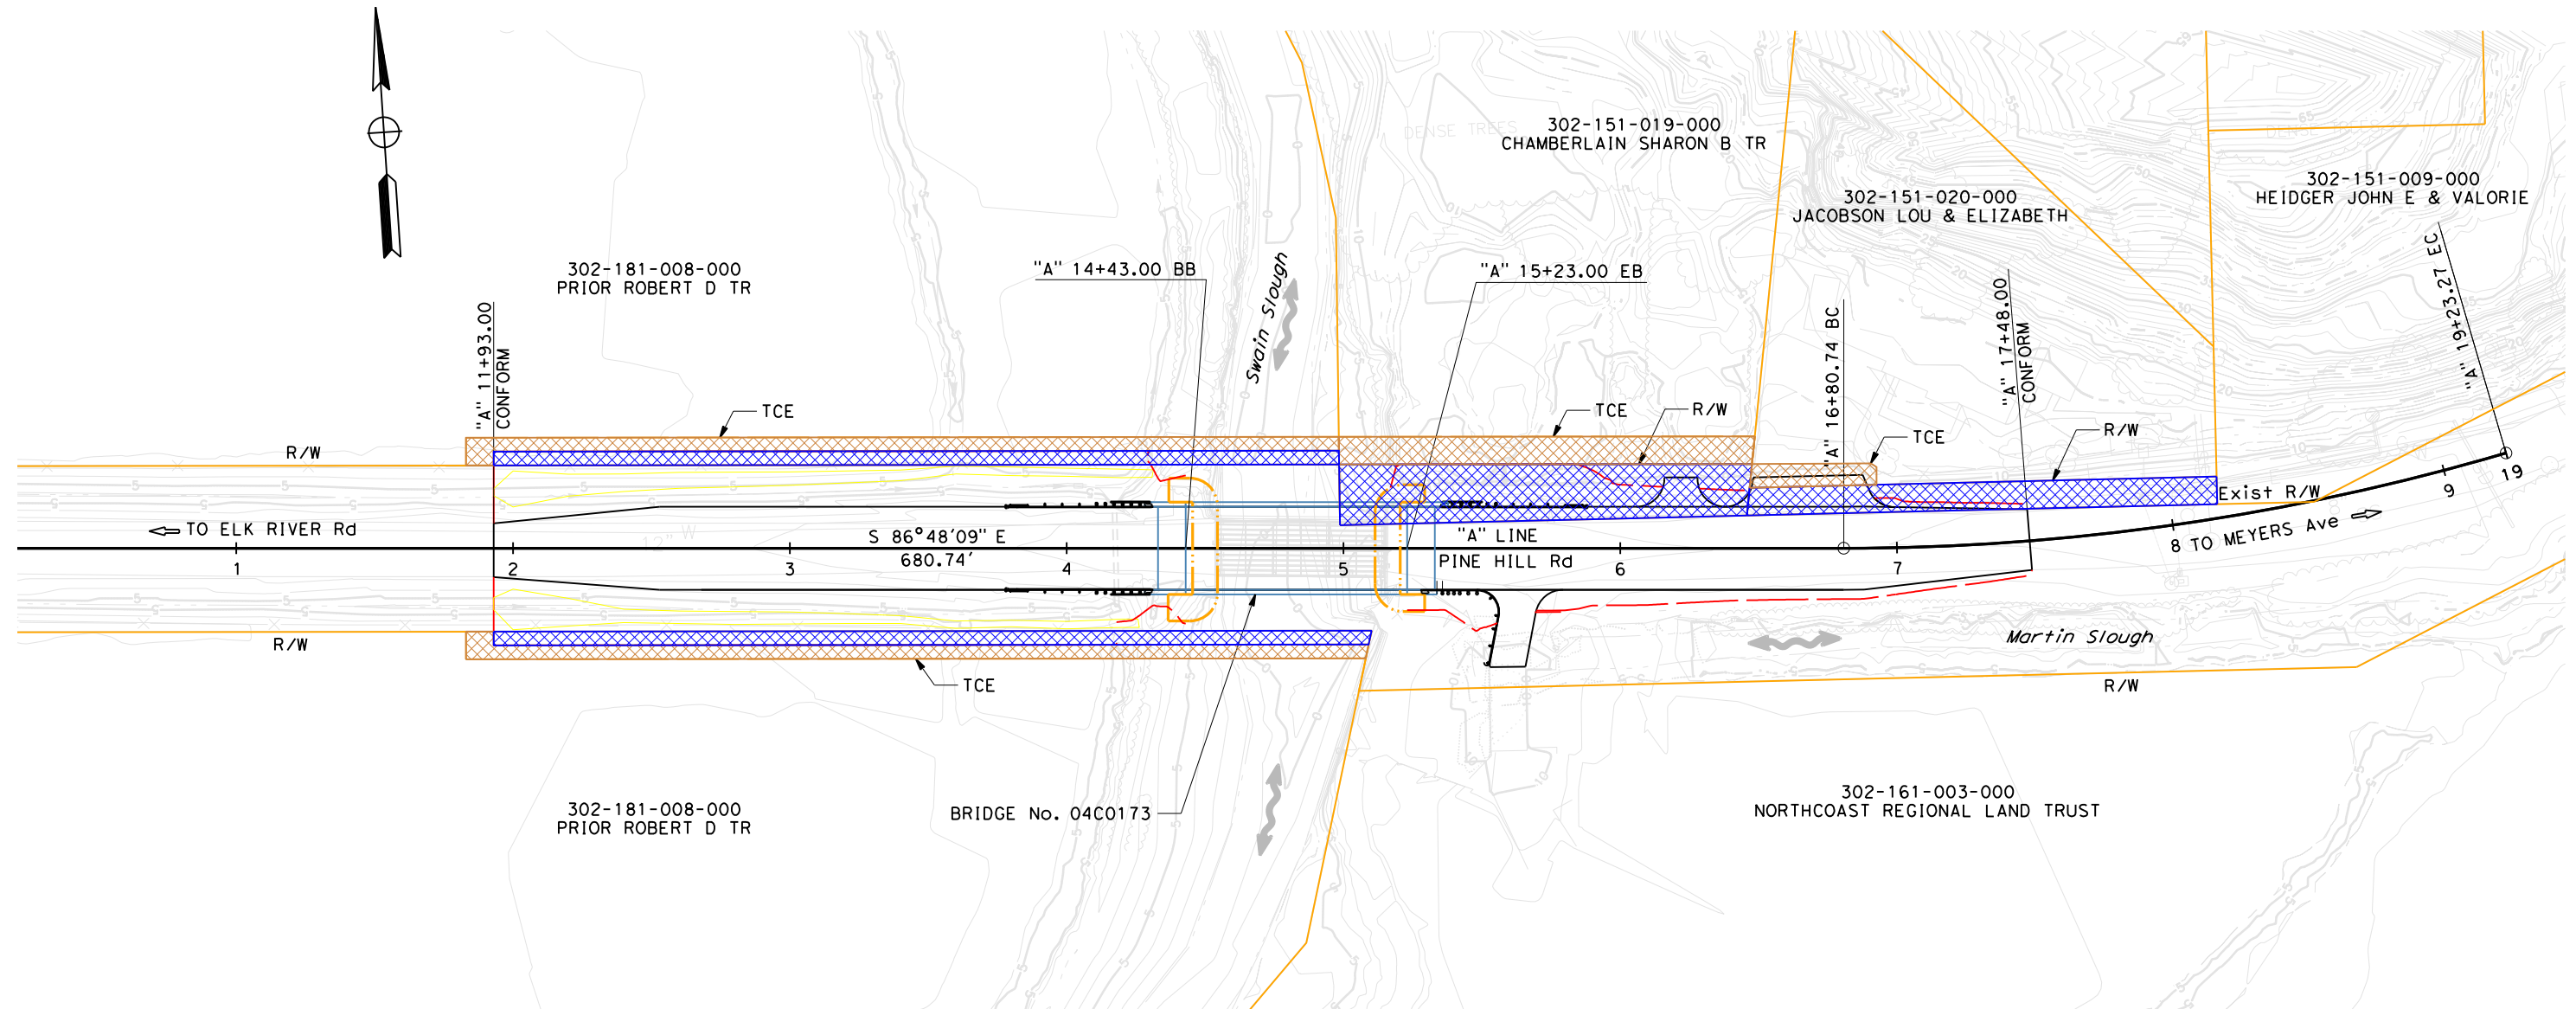 DENSE TREES
302-151-019-000
CHAMBERLAIN SHARON B TR
302-151-020-000
JACOBSON LOU & ELIZABETH
302-151-009-000
HEIDGER JOHN E & VALORIE
302-181-008-000
PRIOR ROBERT D TR
"A" 14+43.00 BB
"A" 15+23.00 EB
Swain Slough
"A" 11+93.00
CONFORM
"A" 16+80.74 BC
"A" 17+48.00
CONFORM
"A" 19+23.27 EC
TCE
TCE
R/W
TCE
R/W
R/W
Exist R/W
TO ELK RIVER Rd
12" W
S 86°48'09" E
680.74'
"A" LINE
PINE HILL Rd
8 TO MEYERS Ave
9
19
1
2
3
4
5
6
7
R/W
TCE
Martin Slough
R/W
302-181-008-000
PRIOR ROBERT D TR
BRIDGE No. 04C0173
302-161-003-000
NORTHCOAST REGIONAL LAND TRUST